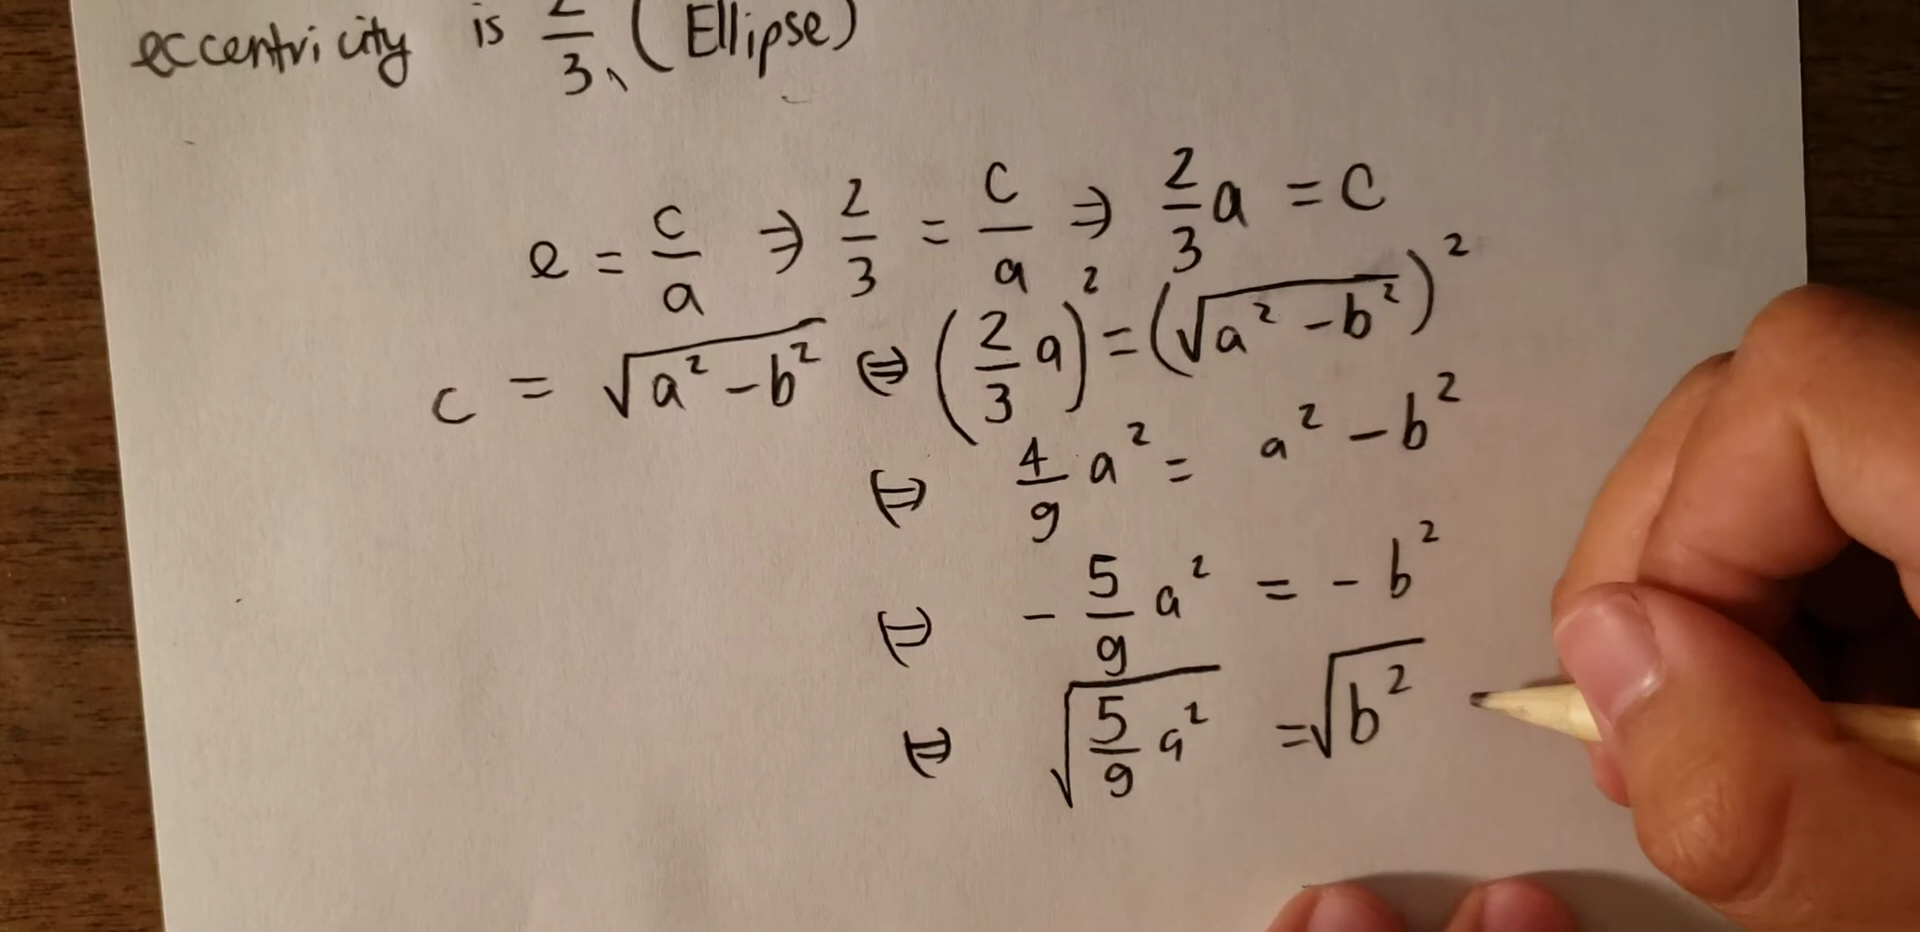 eccentricity is 2/3, (Ellipse)
e = c/a ⇒ 2/3 = c/a ⇒ 2/3 a = c
c = √(a² - b²) ⇔ (2/3 a)² = (√(a² - b²))²
⇔ 4/9 a² = a² - b²
⇔ - 5/9 a² = - b²
⇔ √(5/9 a²) = √(b²)